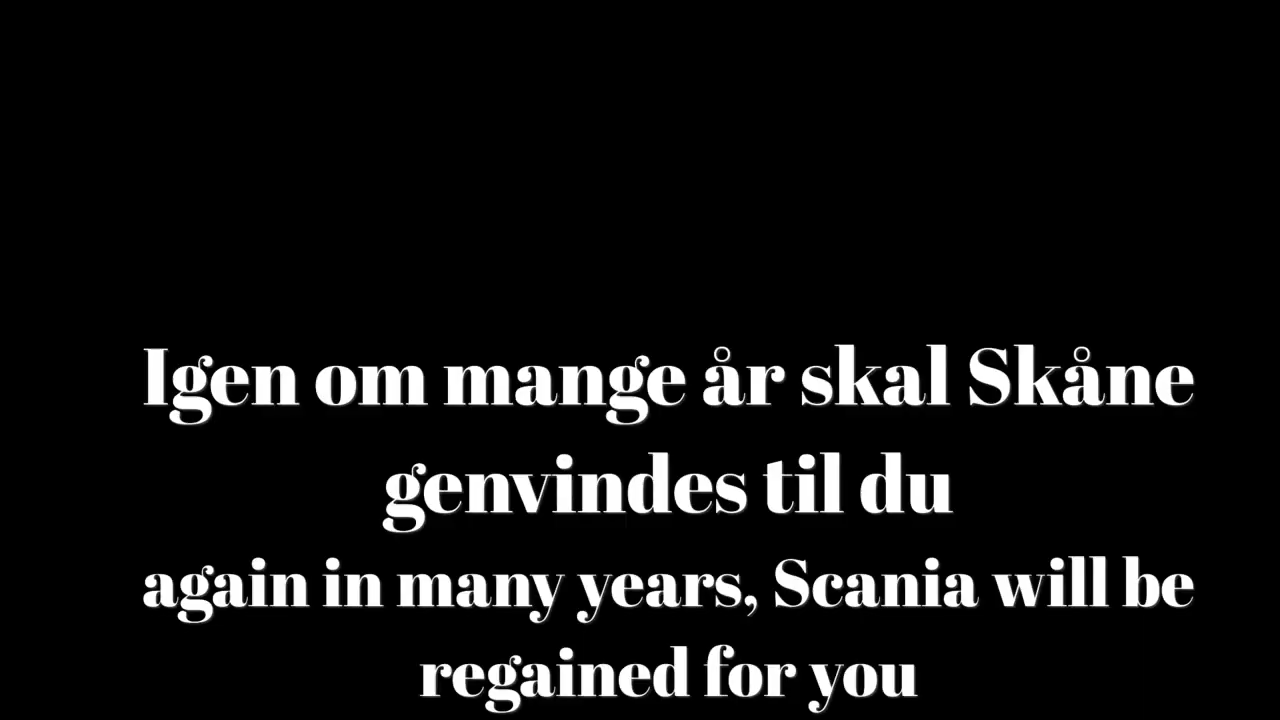 Igen om mange år skal Skåne
genvindes til du
again in many years, Scania will be
regained for you